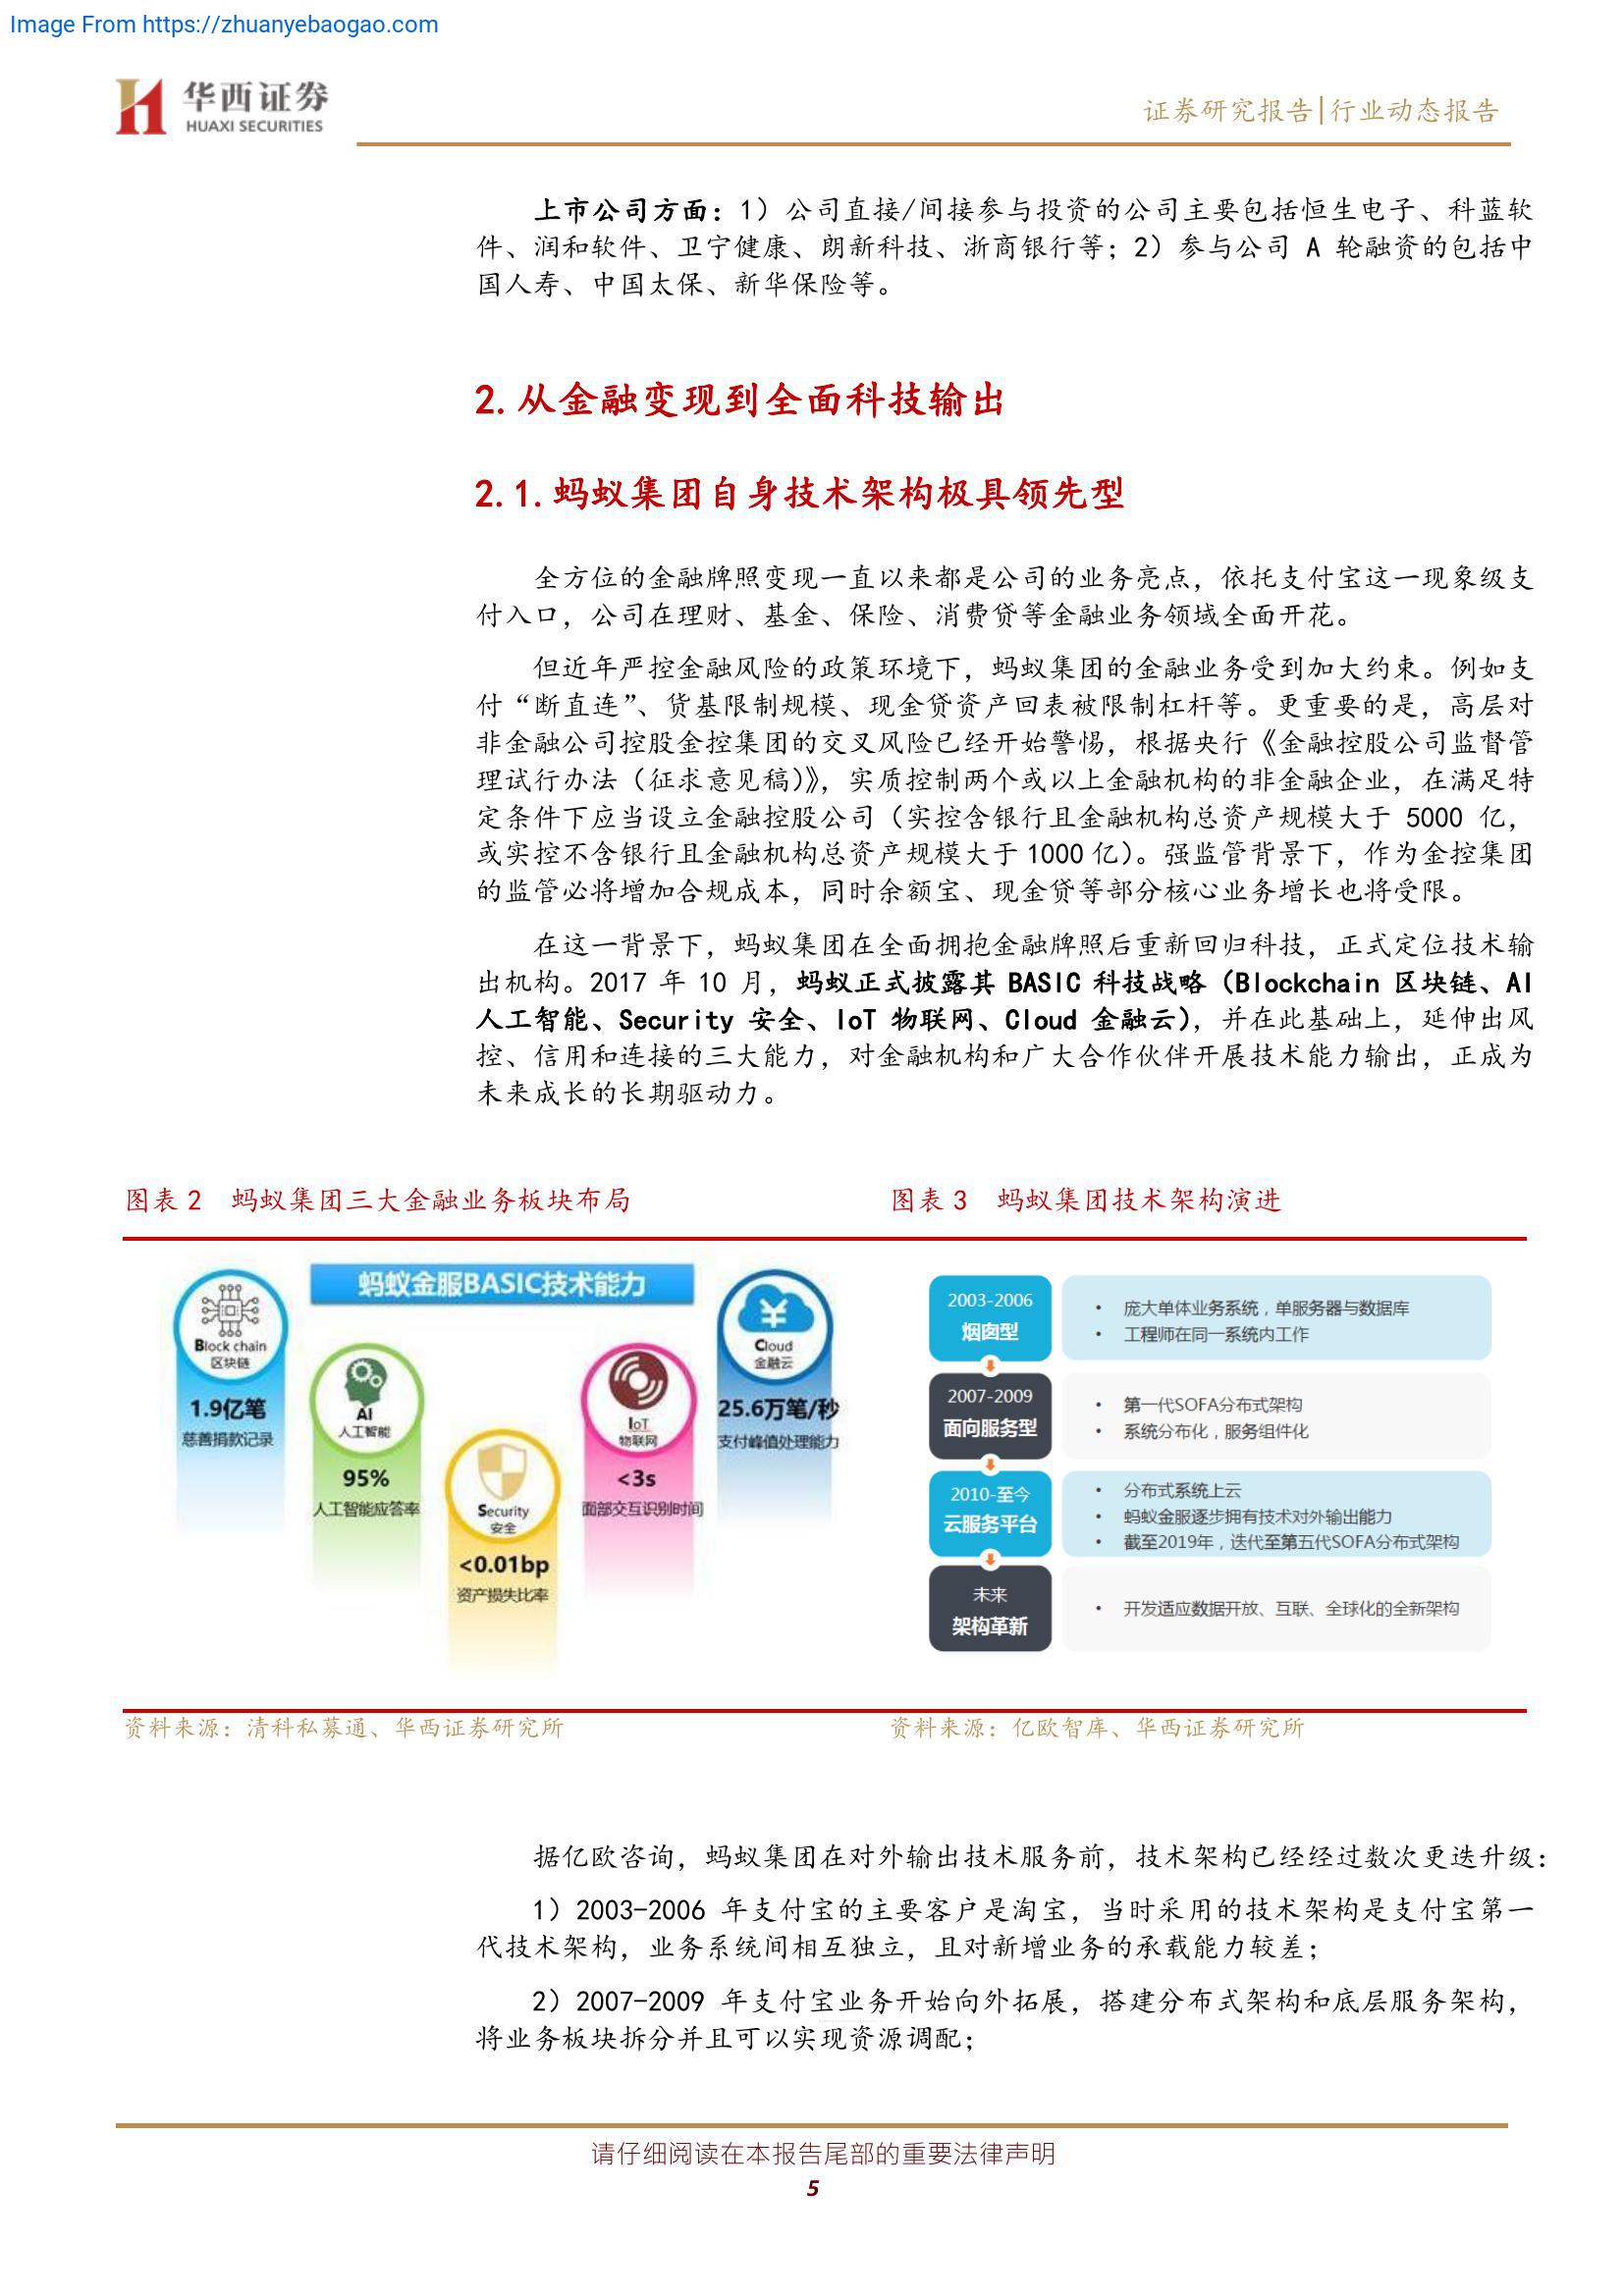 Image From https://zhuanyebaogao.com
华西证券
HUAXI SECURITIES
证券研究报告|行业动态报告
上市公司方面：1）公司直接/间接参与投资的公司主要包括恒生电子、科蓝软
件、润和软件、卫宁健康、朗新科技、浙商银行等；2）参与公司 A 轮融资的包括中
国人寿、中国太保、新华保险等。
2.从金融变现到全面科技输出
2.1.蚂蚁集团自身技术架构极具领先型
全方位的金融牌照变现一直以来都是公司的业务亮点，依托支付宝这一现象级支
付入口，公司在理财、基金、保险、消费贷等金融业务领域全面开花。
但近年严控金融风险的政策环境下，蚂蚁集团的金融业务受到加大约束。例如支
付“断直连”、货基限制规模、现金贷资产回表被限制杠杆等。更重要的是，高层对
非金融公司控股金控集团的交叉风险已经开始警惕，根据央行《金融控股公司监督管
理试行办法（征求意见稿）》，实质控制两个或以上金融机构的非金融企业，在满足特
定条件下应当设立金融控股公司（实控含银行且金融机构总资产规模大于 5000 亿，
或实控不含银行且金融机构总资产规模大于 1000 亿）。强监管背景下，作为金控集团
的监管必将增加合规成本，同时余额宝、现金贷等部分核心业务增长也将受限。
在这一背景下，蚂蚁集团在全面拥抱金融牌照后重新回归科技，正式定位技术输
出机构。2017 年 10 月，蚂蚁正式披露其 BASIC 科技战略（Blockchain 区块链、AI
人工智能、Security 安全、IoT 物联网、Cloud 金融云），并在此基础上，延伸出风
控、信用和连接的三大能力，对金融机构和广大合作伙伴开展技术能力输出，正成为
未来成长的长期驱动力。
图表 2 蚂蚁集团三大金融业务板块布局
蚂蚁金服BASIC技术能力
Block chain
区块链
1.9亿笔
慈善捐款记录
AI
人工智能
95%
人工智能应答率
Security
安全
<0.01bp
资产损失比率
IoT
物联网
<3s
面部交互识别时间
Cloud
金融云
25.6万笔/秒
支付峰值处理能力
资料来源：清科私募通、华西证券研究所
图表 3 蚂蚁集团技术架构演进
2003-2006
烟囱型
• 庞大单体业务系统，单服务器与数据库
• 工程师在同一系统内工作
2007-2009
面向服务型
• 第一代SOFA分布式架构
• 系统分布化，服务组件化
2010-至今
云服务平台
• 分布式系统上云
• 蚂蚁金服逐步拥有技术对外输出能力
• 截至2019年，迭代至第五代SOFA分布式架构
未来
架构革新
• 开发适应数据开放、互联、全球化的全新架构
资料来源：亿欧智库、华西证券研究所
据亿欧咨询，蚂蚁集团在对外输出技术服务前，技术架构已经经过数次更迭升级：
1）2003-2006 年支付宝的主要客户是淘宝，当时采用的技术架构是支付宝第一
代技术架构，业务系统间相互独立，且对新增业务的承载能力较差；
2）2007-2009 年支付宝业务开始向外拓展，搭建分布式架构和底层服务架构，
将业务板块拆分并且可以实现资源调配；
请仔细阅读在本报告尾部的重要法律声明
5